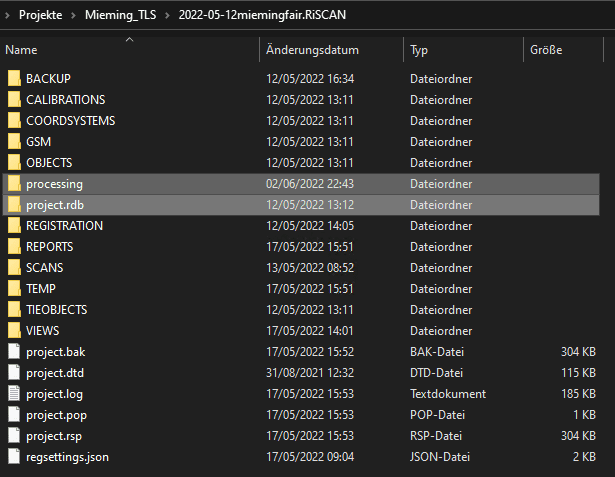 Projekte > Mieming_TLS > 2022-05-12miemingfair.RiSCAN
Name Änderungsdatum Typ Größe
BACKUP 12/05/2022 16:34 Dateiordner
CALIBRATIONS 12/05/2022 13:11 Dateiordner
COORDSYSTEMS 12/05/2022 13:11 Dateiordner
GSM 12/05/2022 13:11 Dateiordner
OBJECTS 12/05/2022 13:11 Dateiordner
processing 02/06/2022 22:43 Dateiordner
project.rdb 12/05/2022 13:12 Dateiordner
REGISTRATION 12/05/2022 14:05 Dateiordner
REPORTS 17/05/2022 15:51 Dateiordner
SCANS 13/05/2022 08:52 Dateiordner
TEMP 17/05/2022 15:51 Dateiordner
TIEOBJECTS 12/05/2022 13:11 Dateiordner
VIEWS 17/05/2022 14:01 Dateiordner
project.bak 17/05/2022 15:52 BAK-Datei 304 KB
project.dtd 31/08/2021 12:32 DTD-Datei 115 KB
project.log 17/05/2022 15:53 Textdokument 185 KB
project.pop 17/05/2022 15:53 POP-Datei 1 KB
project.rsp 17/05/2022 15:53 RSP-Datei 304 KB
regsettings.json 17/05/2022 09:04 JSON-Datei 2 KB